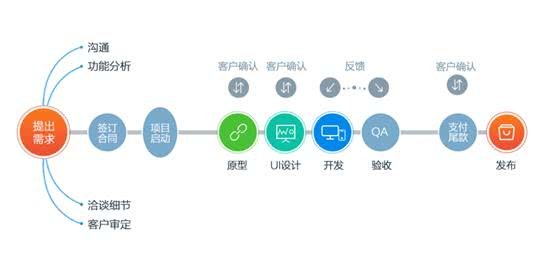 沟通
功能分析
客户确认
客户确认
反馈
客户确认
提出
需求
签订
合同
项目
启动
QA
支付
尾款
原型
UI设计
开发
验收
发布
洽谈细节
客户审定